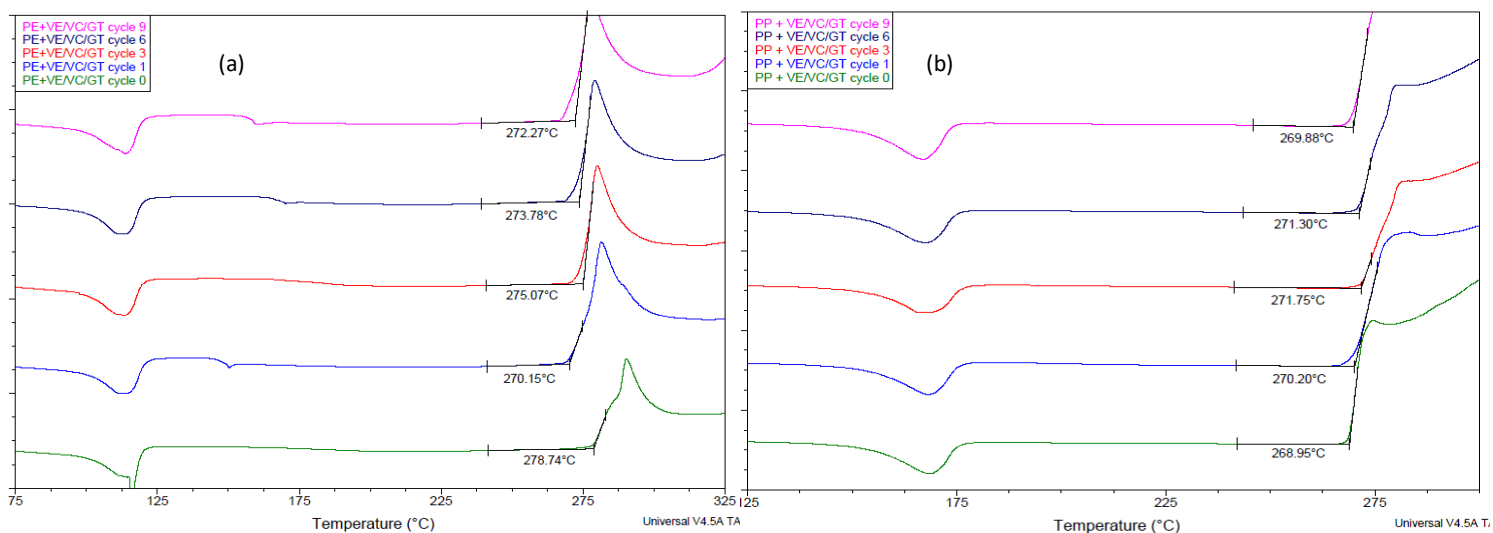 PE+VE/VC/GT cycle 9
PE+VE/VC/GT cycle 6
PE+VE/VC/GT cycle 3
PE+VE/VC/GT cycle 1
PE+VE/VC/GT cycle 0
(a)
272.27°C
273.78°C
275.07°C
270.15°C
278.74°C
75 125 175 225 275 325
Temperature (°C)
Universal V4.5A TA
PP + VE/VC/GT cycle 9
PP + VE/VC/GT cycle 6
PP + VE/VC/GT cycle 3
PP + VE/VC/GT cycle 1
PP + VE/VC/GT cycle 0
(b)
269.88°C
271.30°C
271.75°C
270.20°C
268.95°C
125 175 225 275
Temperature (°C)
Universal V4.5A TA